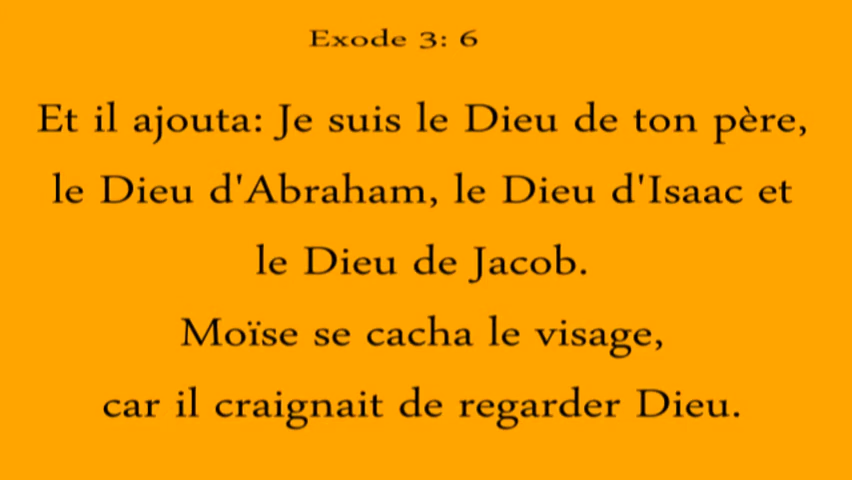 Exode 3: 6
Et il ajouta: Je suis le Dieu de ton père,
le Dieu d'Abraham, le Dieu d'Isaac et
le Dieu de Jacob.
Moïse se cacha le visage,
car il craignait de regarder Dieu.